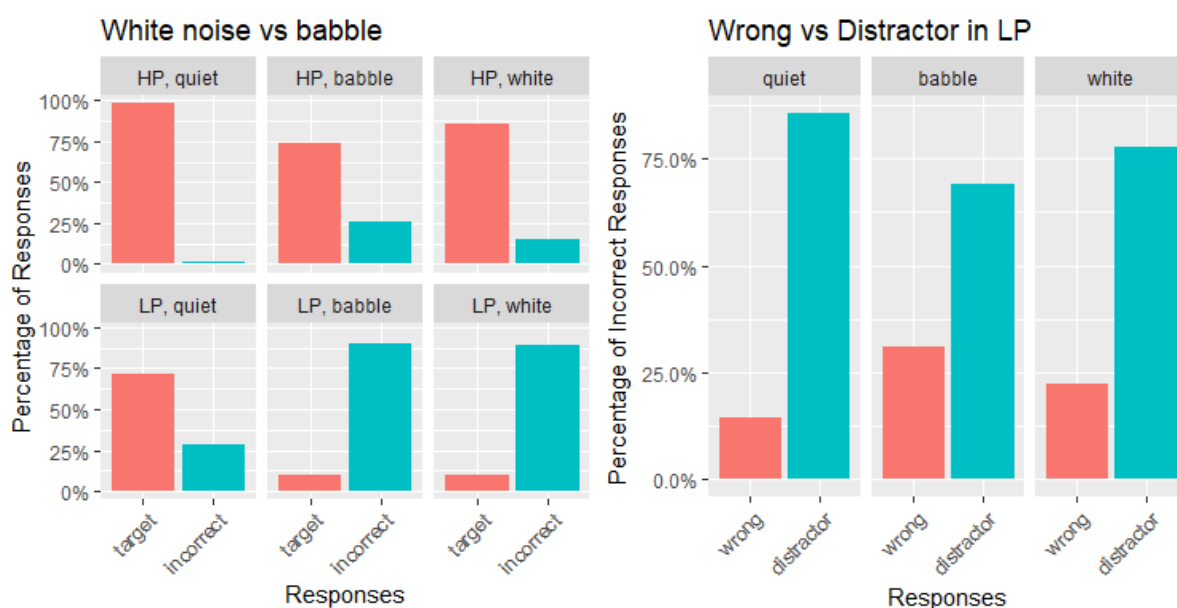 White noise vs babble
HP, quiet HP, babble HP, white
100%
75%
50%
25%
0%
LP, quiet LP, babble LP, white
100%
75%
50%
25%
0%
Percentage of Responses
target incorrect target incorrect target incorrect
Responses
Wrong vs Distractor in LP
quiet babble white
75.0%
50.0%
25.0%
0.0%
Percentage of Incorrect Responses
wrong distractor wrong distractor wrong distractor
Responses